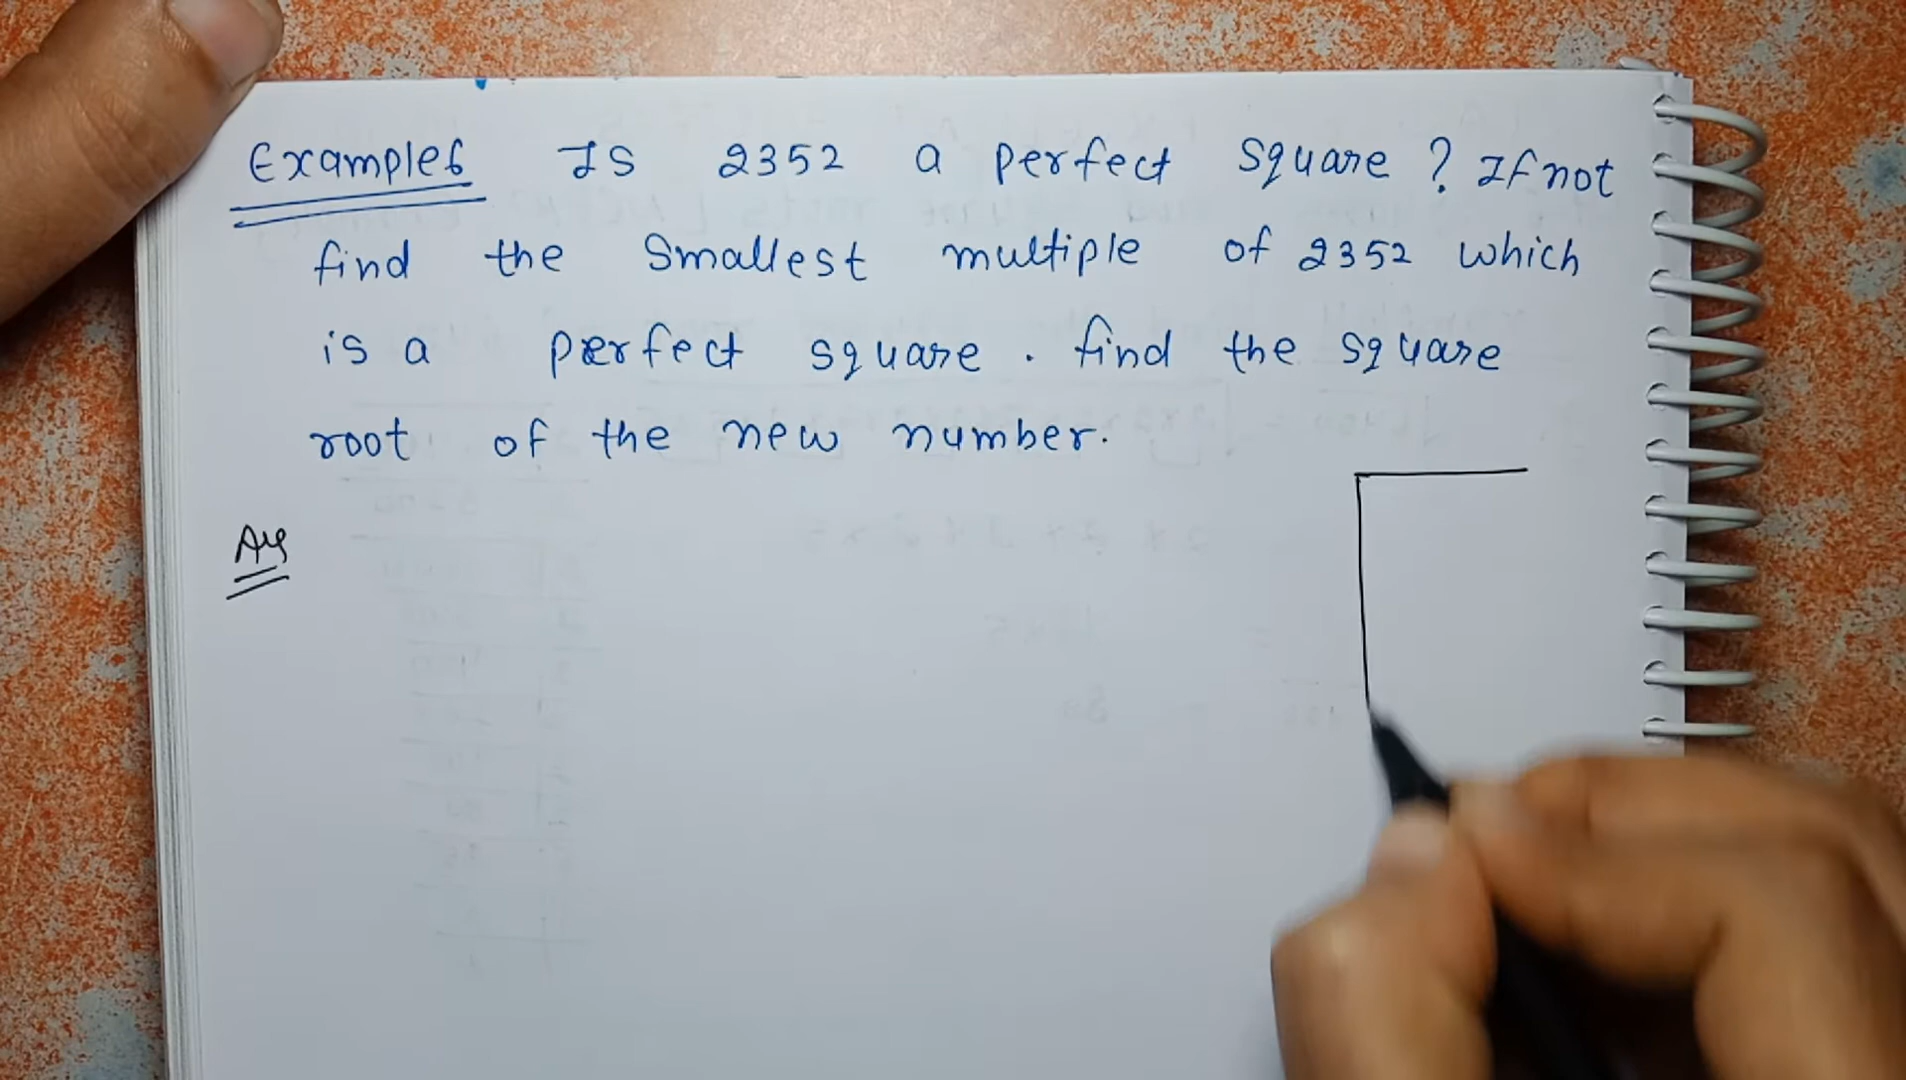 Example6 Is 2352 a perfect square ? If not
find the smallest multiple of 2352 which
is a perfect square . find the square
root of the new number.